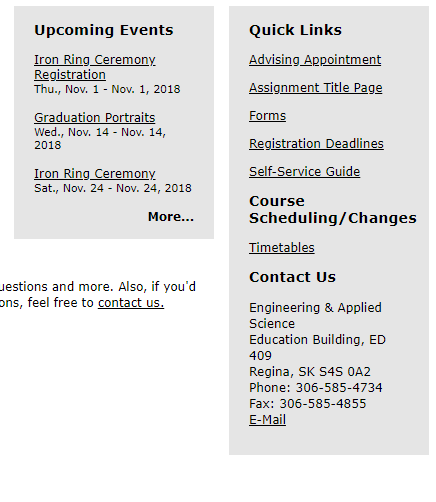 Upcoming Events
Iron Ring Ceremony
Registration
Thu., Nov. 1 - Nov. 1, 2018
Graduation Portraits
Wed., Nov. 14 - Nov. 14,
2018
Iron Ring Ceremony
Sat., Nov. 24 - Nov. 24, 2018
More...
uestions and more. Also, if you'd
ons, feel free to contact us.
Quick Links
Advising Appointment
Assignment Title Page
Forms
Registration Deadlines
Self-Service Guide
Course
Scheduling/Changes
Timetables
Contact Us
Engineering & Applied
Science
Education Building, ED
409
Regina, SK S4S 0A2
Phone: 306-585-4734
Fax: 306-585-4855
E-Mail